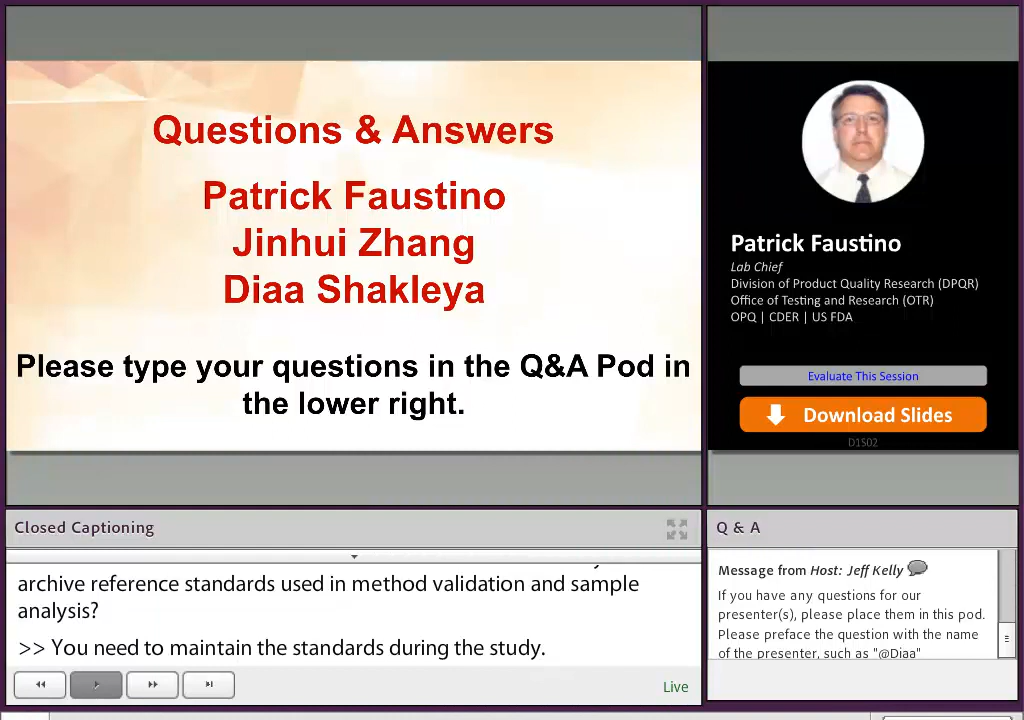 Questions & Answers
Patrick Faustino
Jinhui Zhang
Diaa Shakleya
Please type your questions in the Q&A Pod in
the lower right.
Patrick Faustino
Lab Chief
Division of Product Quality Research (DPQR)
Office of Testing and Research (OTR)
OPQ | CDER | US FDA
Evaluate This Session
Download Slides
D1S02
Closed Captioning
archive reference standards used in method validation and sample
analysis?
>> You need to maintain the standards during the study.
Live
Q & A
Message from Host: Jeff Kelly
If you have any questions for our
presenter(s), please place them in this pod.
Please preface the question with the name
of the presenter, such as "@Diaa"